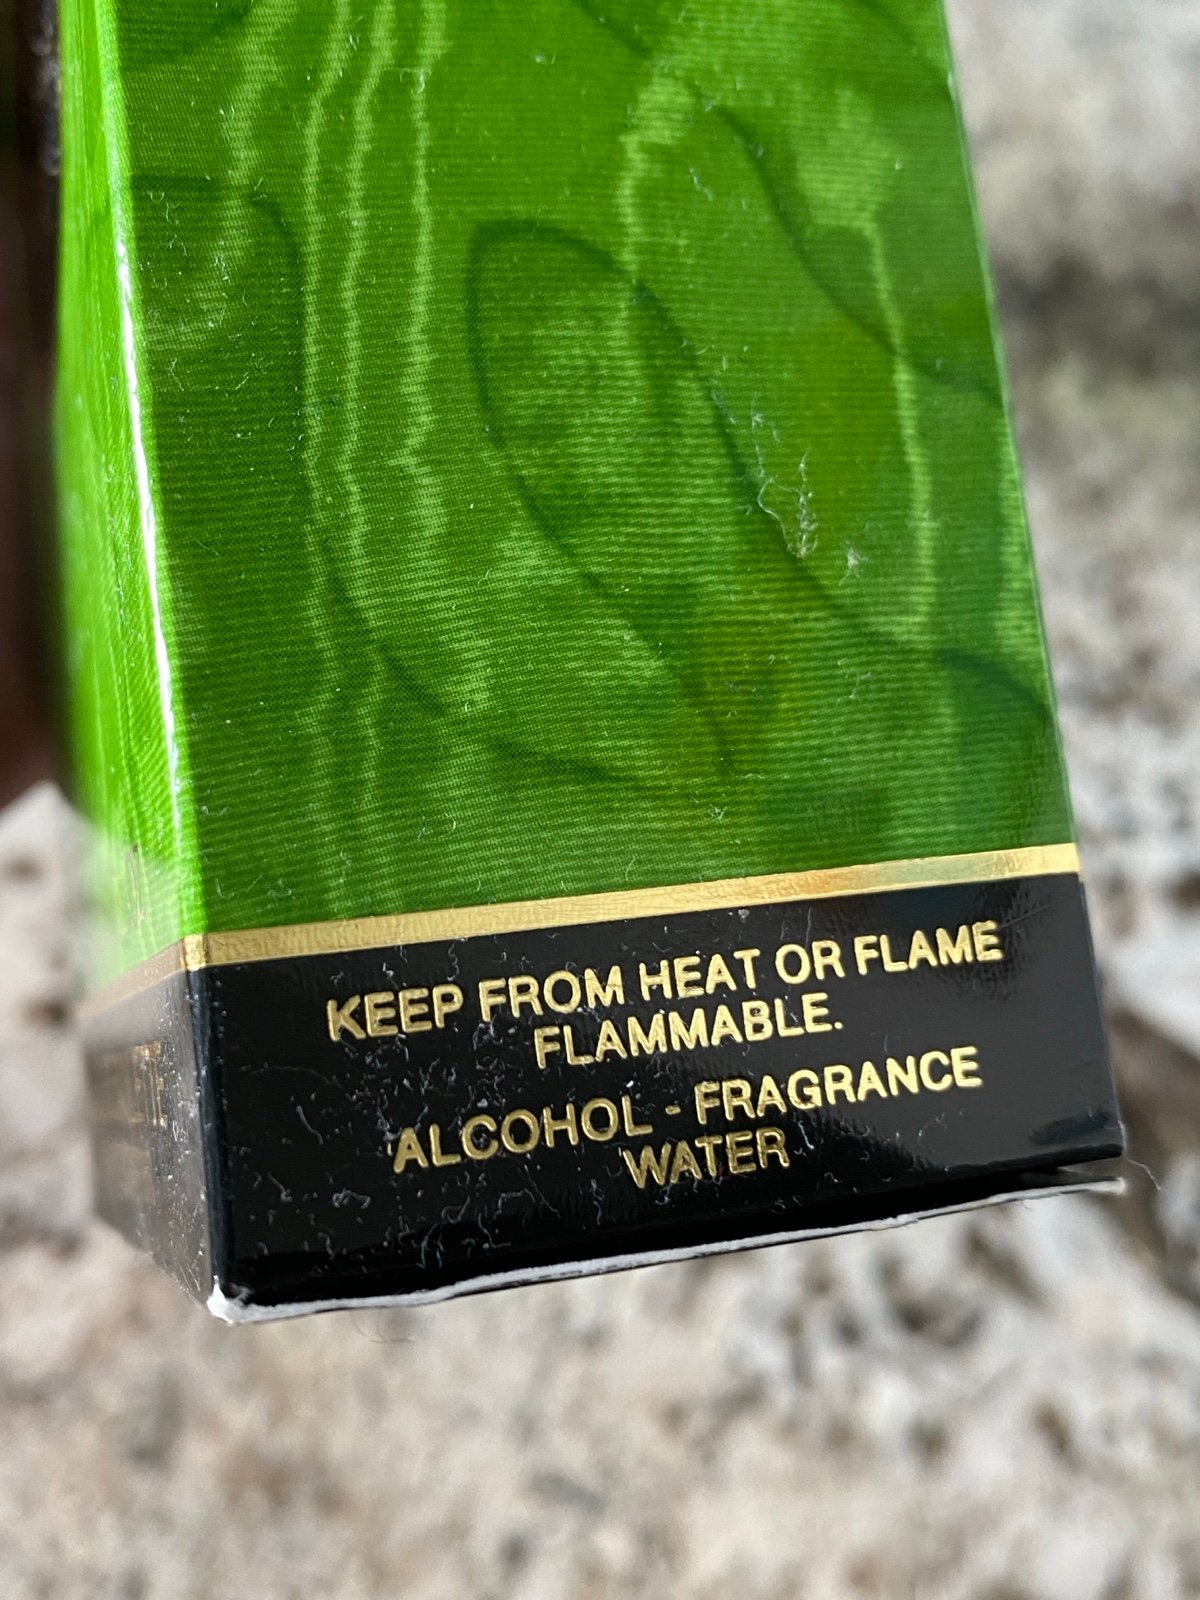 KEEP FROM HEAT OR FLAME
FLAMMABLE.
ALCOHOL - FRAGRANCE
WATER